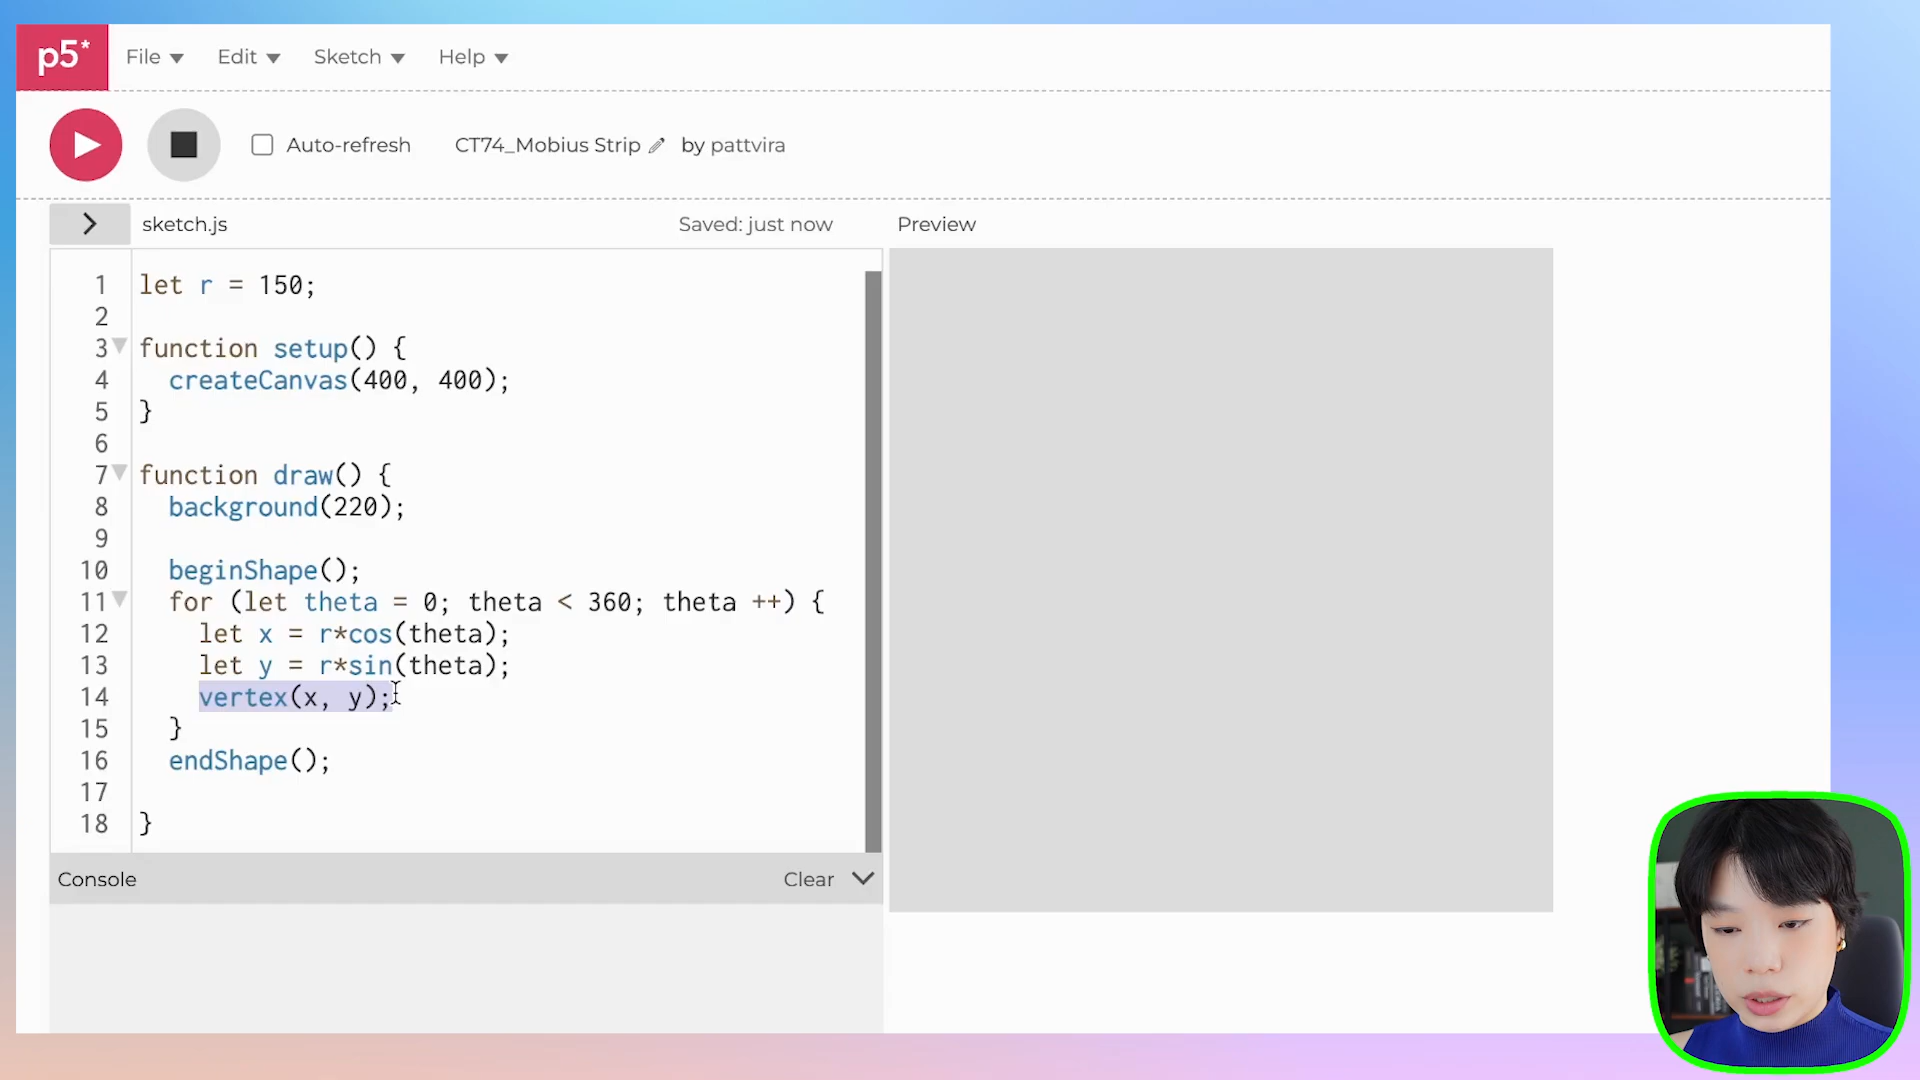 p5*
File Edit Sketch Help
Auto-refresh CT74_Mobius Strip by pattvira
sketch.js Saved: just now Preview
1 let r = 150;
2
3 function setup() {
4 createCanvas(400, 400);
5 }
6
7 function draw() {
8 background(220);
9
10 beginShape();
11 for (let theta = 0; theta < 360; theta ++) {
12 let x = r*cos(theta);
13 let y = r*sin(theta);
14 vertex(x, y);
15 }
16 endShape();
17
18 }
Console Clear